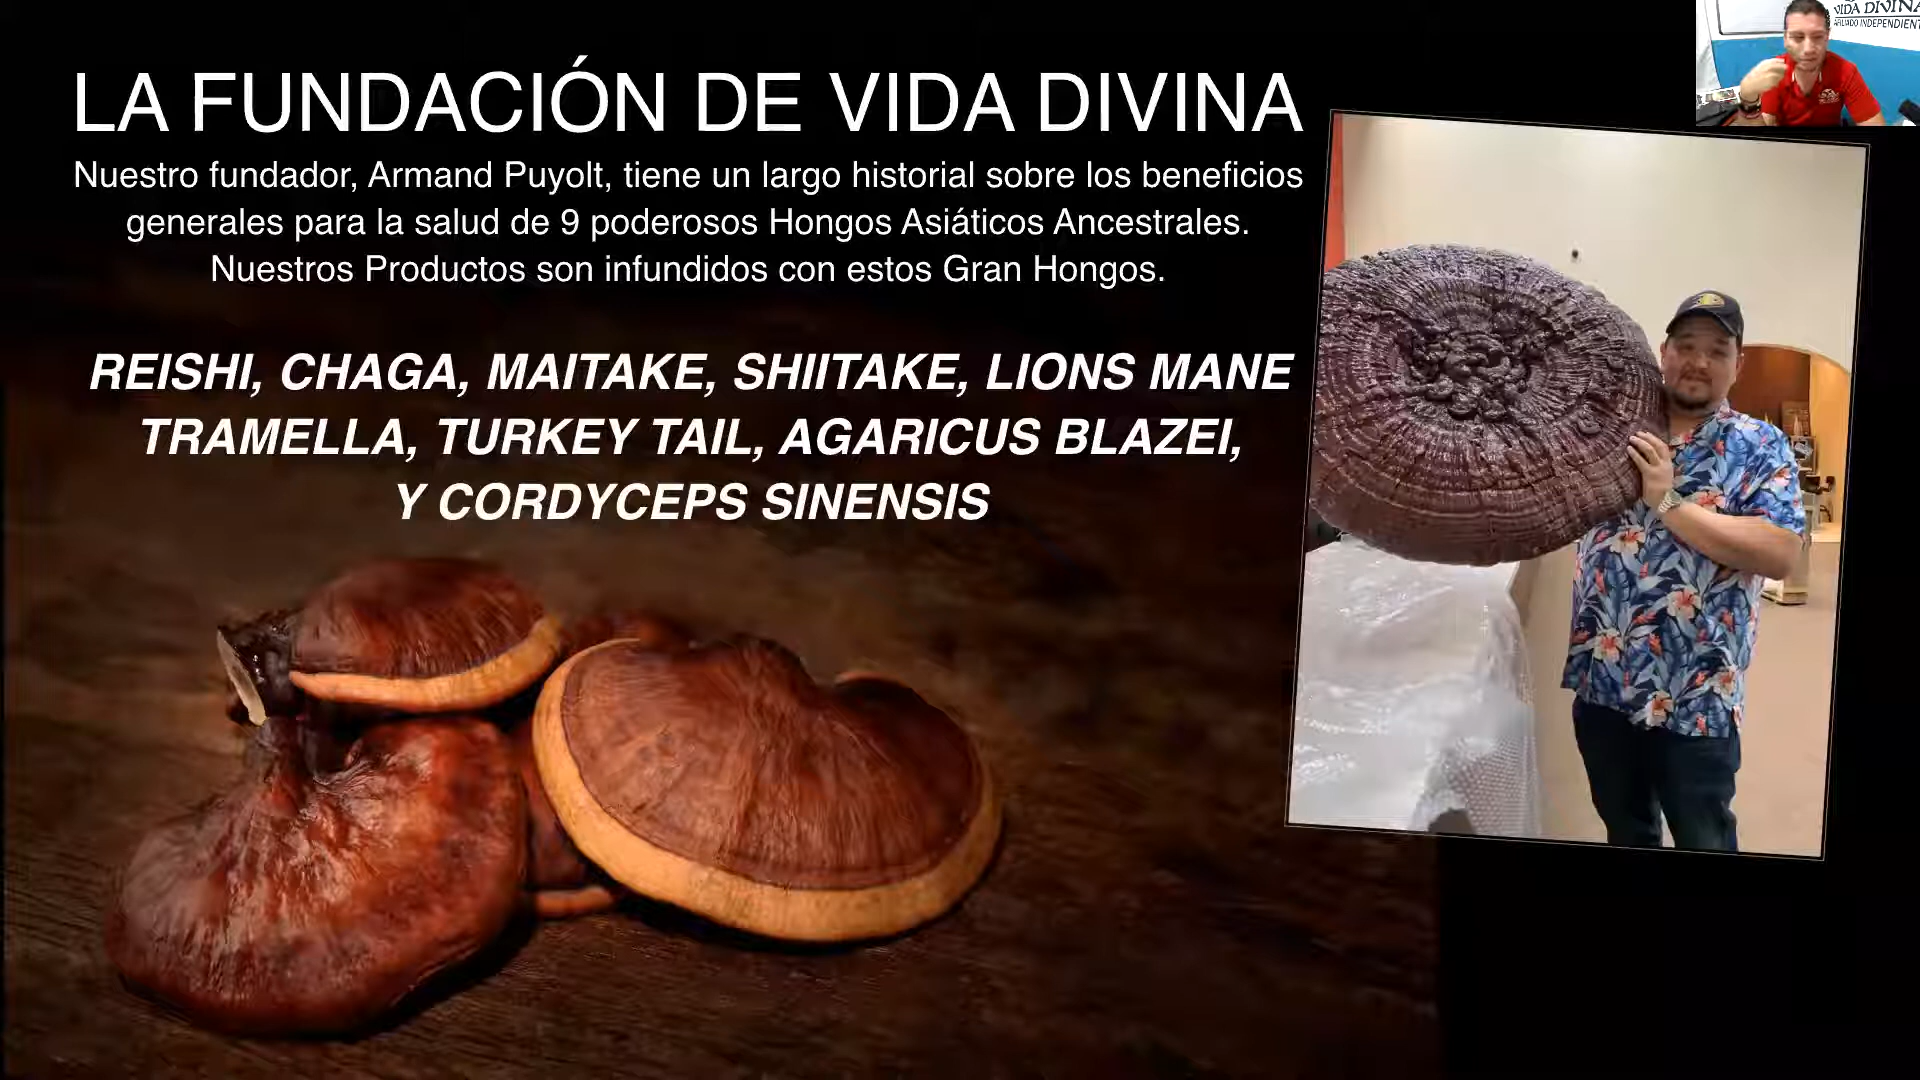 LA FUNDACIÓN DE VIDA DIVINA
Nuestro fundador, Armand Puyolt, tiene un largo historial sobre los beneficios
generales para la salud de 9 poderosos Hongos Asiáticos Ancestrales.
Nuestros Productos son infundidos con estos Gran Hongos.
REISHI, CHAGA, MAITAKE, SHIITAKE, LIONS MANE
TRAMELLA, TURKEY TAIL, AGARICUS BLAZEI,
Y CORDYCEPS SINENSIS
VIDA DIVINA
AFILIADO INDEPENDIENT